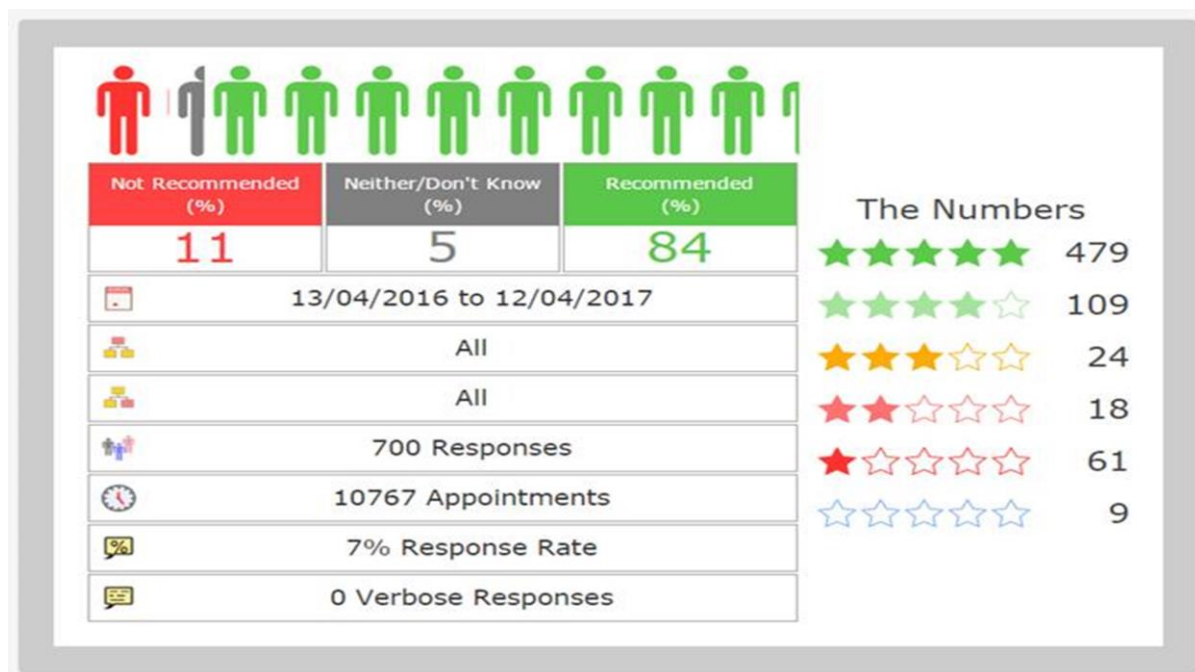 Not Recommended
(%)
Neither/Don't Know
(%)
Recommended
(%)
11
5
84
13/04/2016 to 12/04/2017
All
All
700 Responses
10767 Appointments
7% Response Rate
0 Verbose Responses
The Numbers
479
109
24
18
61
9